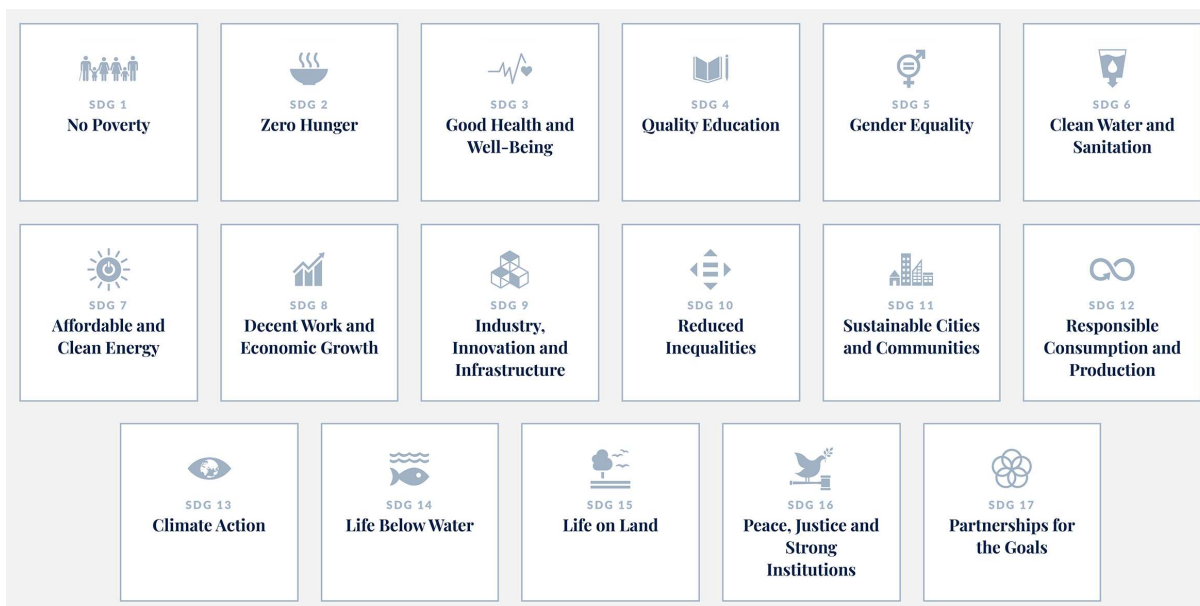 SDG 1
No Poverty
SDG 2
Zero Hunger
SDG 3
Good Health and
Well-Being
SDG 4
Quality Education
SDG 5
Gender Equality
SDG 6
Clean Water and
Sanitation
SDG 7
Affordable and
Clean Energy
SDG 8
Decent Work and
Economic Growth
SDG 9
Industry,
Innovation and
Infrastructure
SDG 10
Reduced
Inequalities
SDG 11
Sustainable Cities
and Communities
SDG 12
Responsible
Consumption and
Production
SDG 13
Climate Action
SDG 14
Life Below Water
SDG 15
Life on Land
SDG 16
Peace, Justice and
Strong
Institutions
SDG 17
Partnerships for
the Goals